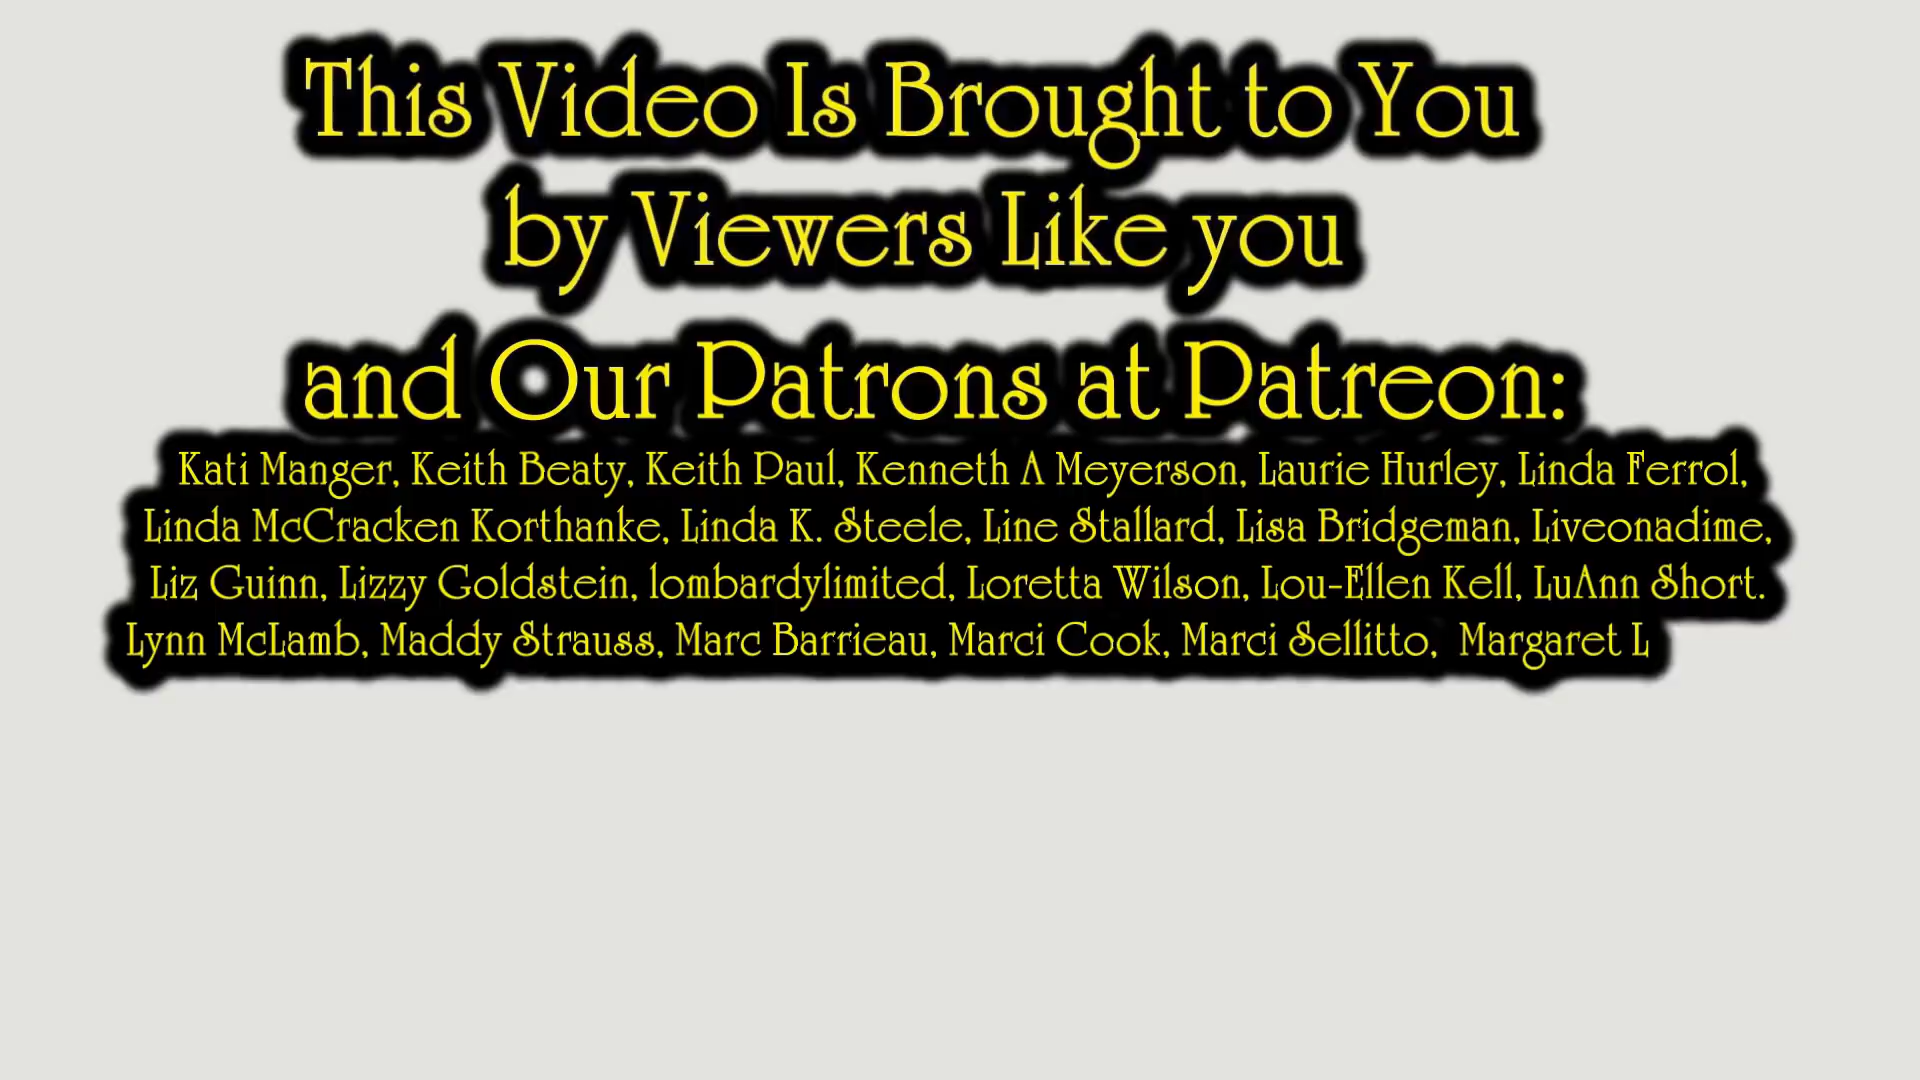 This Video Is Brought to You
by Viewers Like you
and Our Patrons at Patreon:
Kati Manger, Keith Beaty, Keith Paul, Kenneth A Meyerson, Laurie Hurley, Linda Ferrol,
Linda McCracken Korthanke, Linda K. Steele, Line Stallard, Lisa Bridgeman, Liveonadime,
Liz Guinn, Lizzy Goldstein, lombardylimited, Loretta Wilson, Lou-Ellen Kell, LuAnn Short.
Lynn McLamb, Maddy Strauss, Marc Barrieau, Marci Cook, Marci Sellitto,  Margaret L